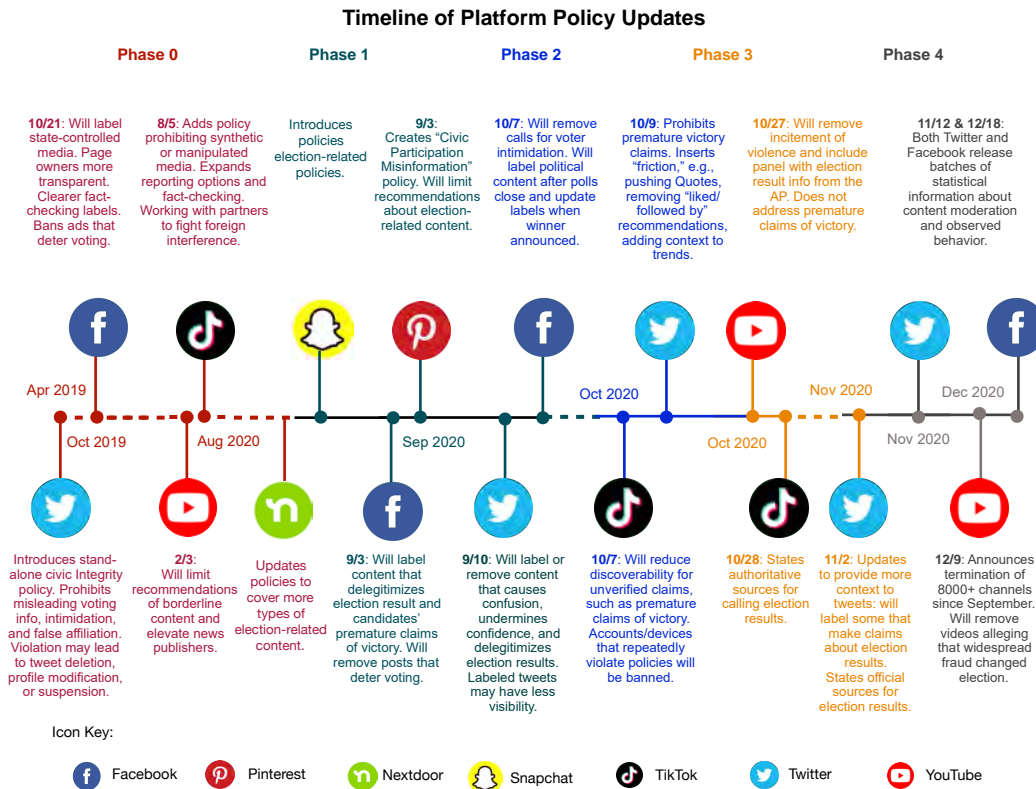 Timeline of Platform Policy Updates
Phase 0
Phase 1
Phase 2
Phase 3
Phase 4
10/21: Will label
state-controlled
media. Page
owners more
transparent.
Clearer fact-
checking labels.
Bans ads that
deter voting.
8/5: Adds policy
prohibiting synthetic
or manipulated
media. Expands
reporting options and
fact-checking.
Working with partners
to fight foreign
interference.
Introduces
policies
election-related
policies.
9/3:
Creates “Civic
Participation
Misinformation”
policy. Will limit
recommendations
about election-
related content.
10/7: Will remove
calls for voter
intimidation. Will
label political
content after polls
close and update
labels when
winner
announced.
10/9: Prohibits
premature victory
claims. Inserts
“friction,” e.g.,
pushing Quotes,
removing “liked/
followed by”
recommendations,
adding context to
trends.
10/27: Will remove
incitement of
violence and include
panel with election
result info from the
AP. Does not
address premature
claims of victory.
11/12 & 12/18:
Both Twitter and
Facebook release
batches of
statistical
information about
content moderation
and observed
behavior.
Apr 2019
Oct 2019
Aug 2020
Sep 2020
Oct 2020
Oct 2020
Nov 2020
Nov 2020
Dec 2020
Introduces stand-
alone civic Integrity
policy. Prohibits
misleading voting
info, intimidation,
and false affiliation.
Violation may lead
to tweet deletion,
profile modification,
or suspension.
2/3:
Will limit
recommendations
of borderline
content and
elevate news
publishers.
Updates
policies to
cover more
types of
election-related
content.
9/3: Will label
content that
delegitimizes
election result and
candidates’
premature claims
of victory. Will
remove posts that
deter voting.
9/10: Will label or
remove content
that causes
confusion,
undermines
confidence, and
delegitimizes
election results.
Labeled tweets
may have less
visibility.
10/7: Will reduce
discoverability for
unverified claims,
such as premature
claims of victory.
Accounts/devices
that repeatedly
violate policies will
be banned.
10/28: States
authoritative
sources for
calling election
results.
11/2: Updates
to provide more
context to
tweets: will
label some that
make claims
about election
results.
States official
sources for
election results.
12/9: Announces
termination of
8000+ channels
since September.
Will remove
videos alleging
that widespread
fraud changed
election.
Icon Key:
Facebook
Pinterest
Nextdoor
Snapchat
TikTok
Twitter
YouTube